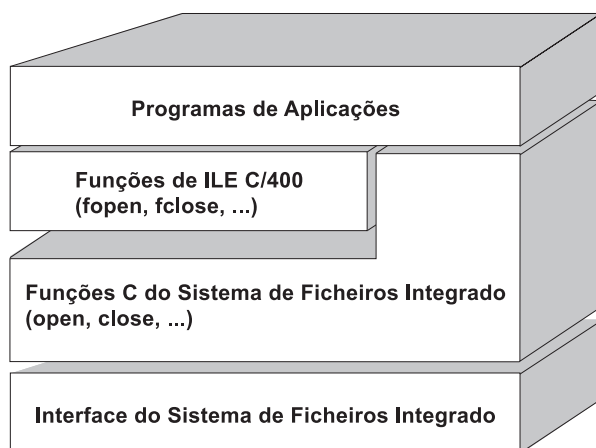 Programas de Aplicações
Funções de ILE C/400
(fopen, fclose, ...)
Funções C do Sistema de Ficheiros Integrado
(open, close, ...)
Interface do Sistema de Ficheiros Integrado